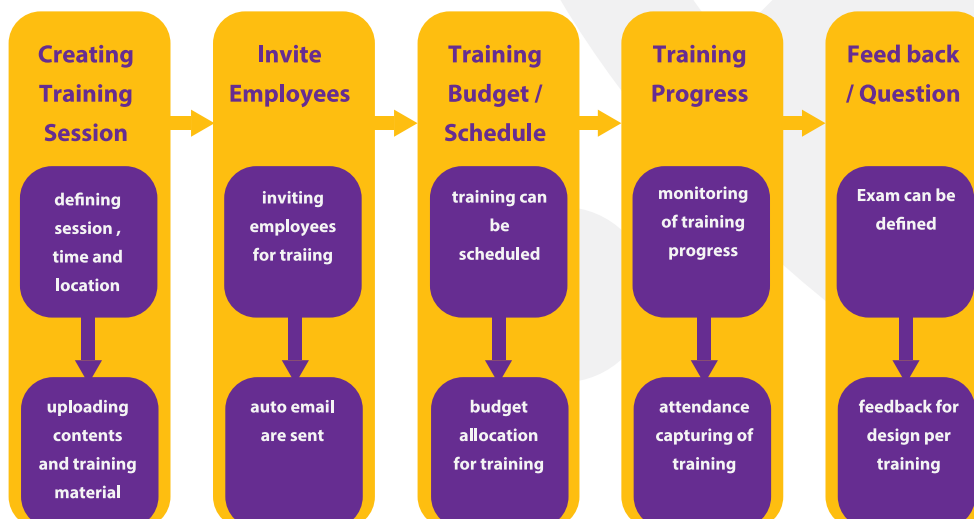 Creating
Training
Session
defining
session ,
time and
location
uploading
contents
and training
material
Invite
Employees
inviting
employees
for traiing
auto email
are sent
Training
Budget /
Schedule
training can
be
scheduled
budget
allocation
for training
Training
Progress
monitoring
of training
progress
attendance
capturing of
training
Feed back
/ Question
Exam can be
defined
feedback for
design per
training